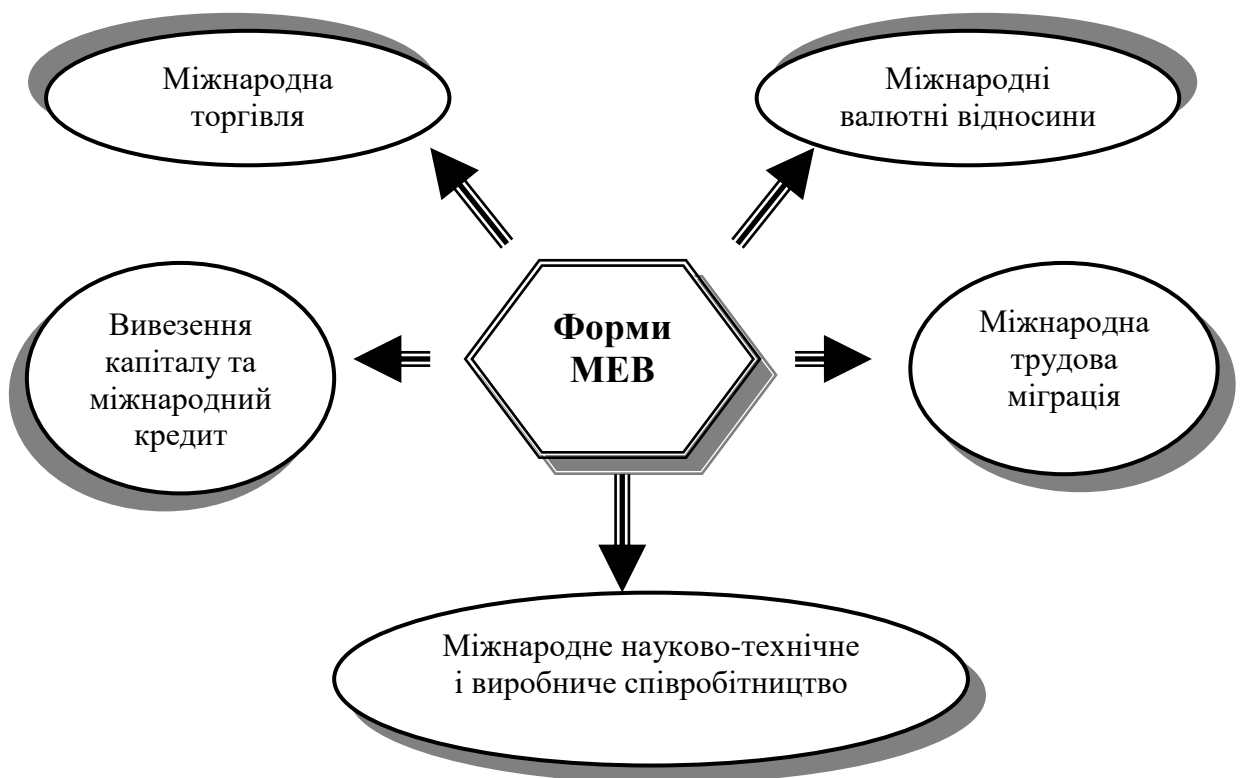 Міжнародна
торгівля
Міжнародні
валютні відносини
Вивезення
капіталу та
міжнародний
кредит
Форми
МЕВ
Міжнародна
трудова
міграція
Міжнародне науково-технічне
і виробниче співробітництво